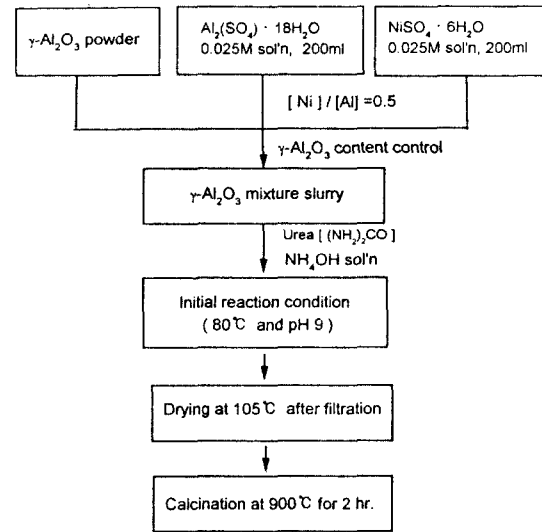 γ-Al₂O₃ powder
Al₂(SO₄) · 18H₂O
0.025M sol'n, 200ml
NiSO₄ · 6H₂O
0.025M sol'n, 200ml
[ Ni ] / [Al] =0.5
γ-Al₂O₃ content control
γ-Al₂O₃ mixture slurry
Urea [ (NH₂)₂CO ]
NH₄OH sol'n
Initial reaction condition
( 80℃ and pH 9 )
Drying at 105℃ after filtration
Calcination at 900℃ for 2 hr.